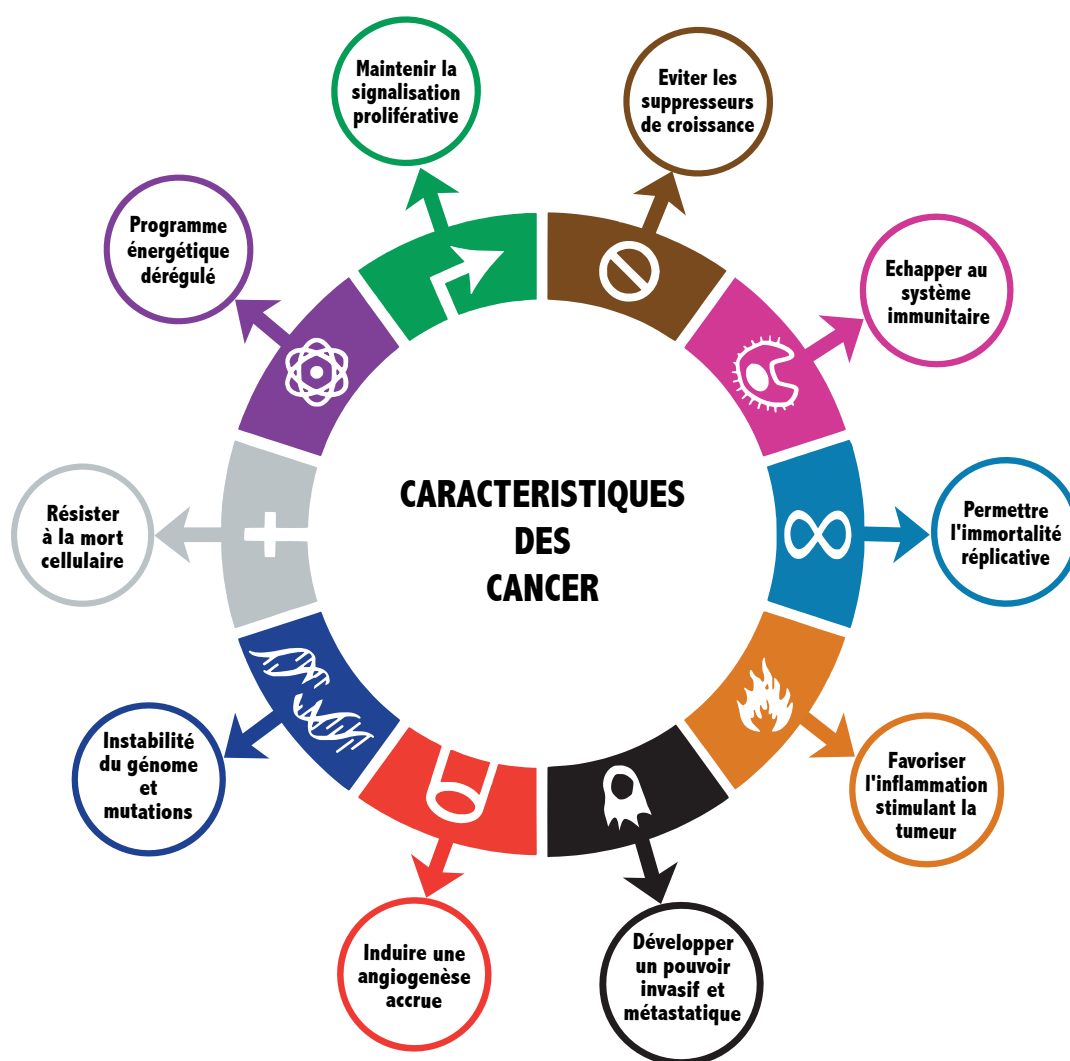 Maintenir la
signalisation
proliférative
Eviter les
suppresseurs
de croissance
Programme
énergétique
dérégulé
Echapper au
système
immunitaire
CARACTERISTIQUES
DES
CANCER
Résister
à la mort
cellulaire
Permettre
l'immortalité
réplicative
Instabilité
du génome
et
mutations
Favoriser
l'inflammation
stimulant la
tumeur
Induire une
angiogenèse
accrue
Développer
un pouvoir
invasif et
métastatique